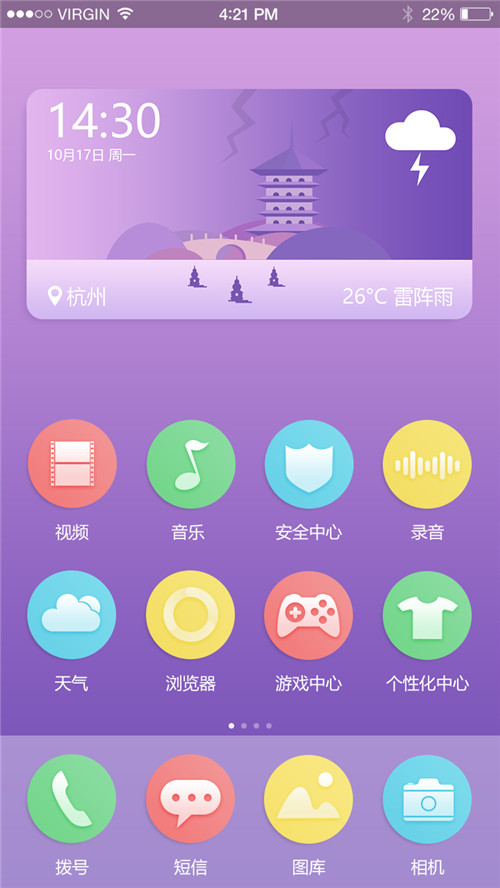 VIRGIN 4:21 PM 22%
14:30
10月17日 周一
杭州 26°C 雷阵雨
视频 音乐 安全中心 录音
天气 浏览器 游戏中心 个性化中心
拨号 短信 图库 相机